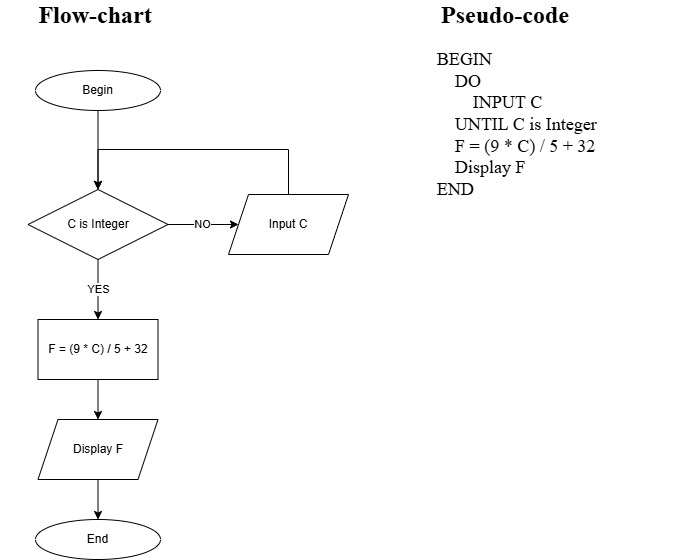 Flow-chart
Begin
C is Integer
NO
Input C
YES
F = (9 * C) / 5 + 32
Display F
End
Pseudo-code
BEGIN
DO
INPUT C
UNTIL C is Integer
F = (9 * C) / 5 + 32
Display F
END